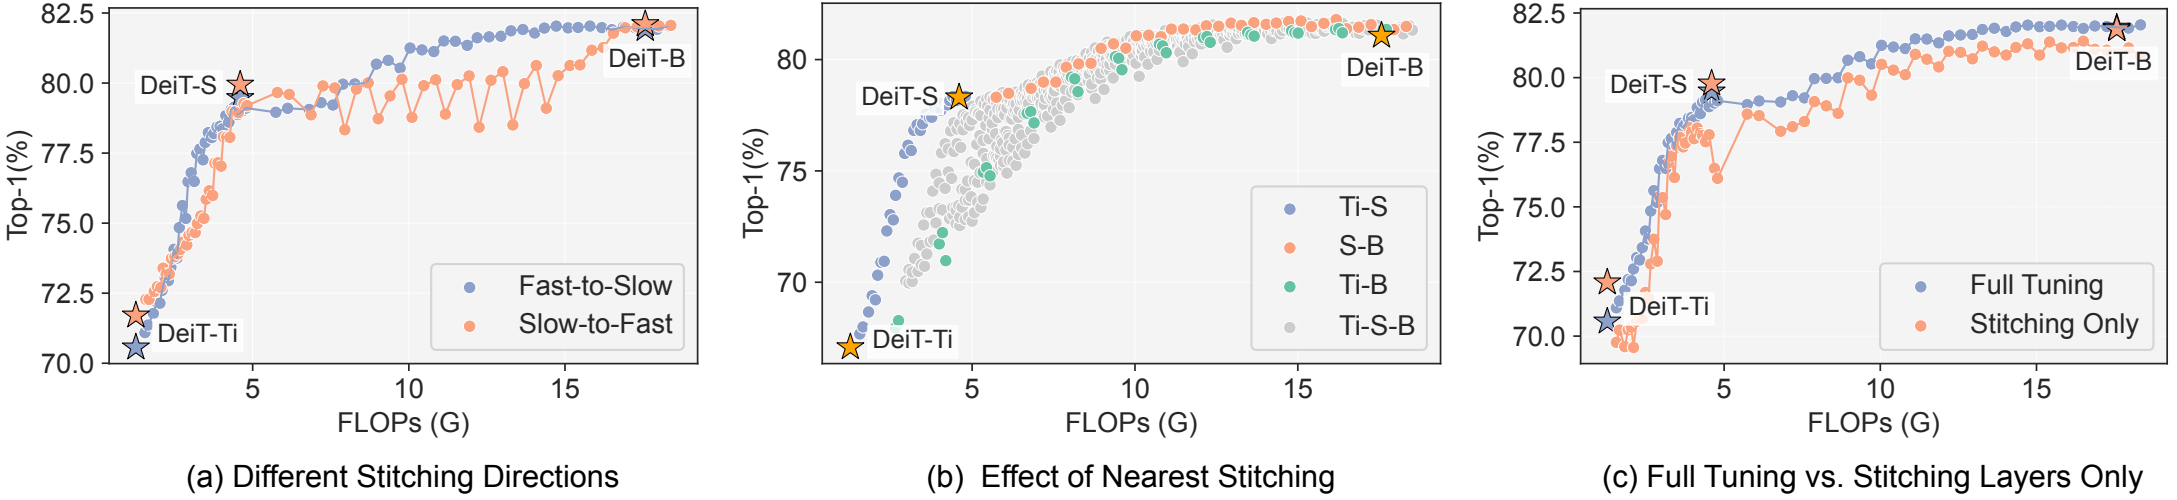 82.5
80.0
77.5
75.0
72.5
70.0
Top-1(%)
DeiT-S
DeiT-B
DeiT-Ti
Fast-to-Slow
Slow-to-Fast
5
10
15
FLOPs (G)
(a) Different Stitching Directions
80
75
70
Top-1(%)
DeiT-S
DeiT-B
DeiT-Ti
Ti-S
S-B
Ti-B
Ti-S-B
5
10
15
FLOPs (G)
(b) Effect of Nearest Stitching
82.5
80.0
77.5
75.0
72.5
70.0
Top-1(%)
DeiT-S
DeiT-B
DeiT-Ti
Full Tuning
Stitching Only
5
10
15
FLOPs (G)
(c) Full Tuning vs. Stitching Layers Only